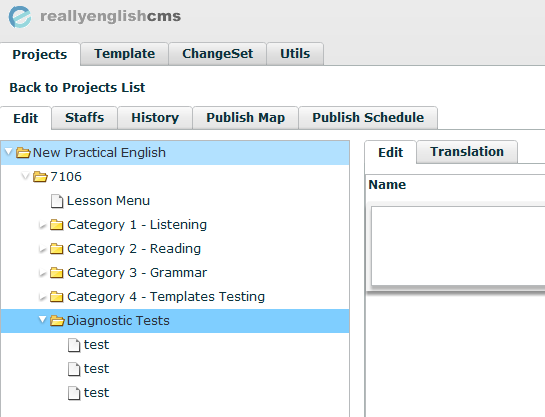 reallyenglishcms
Projects Template ChangeSet Utils
Back to Projects List
Edit Staffs History Publish Map Publish Schedule
New Practical English
7106
Lesson Menu
Category 1 - Listening
Category 2 - Reading
Category 3 - Grammar
Category 4 - Templates Testing
Diagnostic Tests
test
test
test
Edit Translation
Name